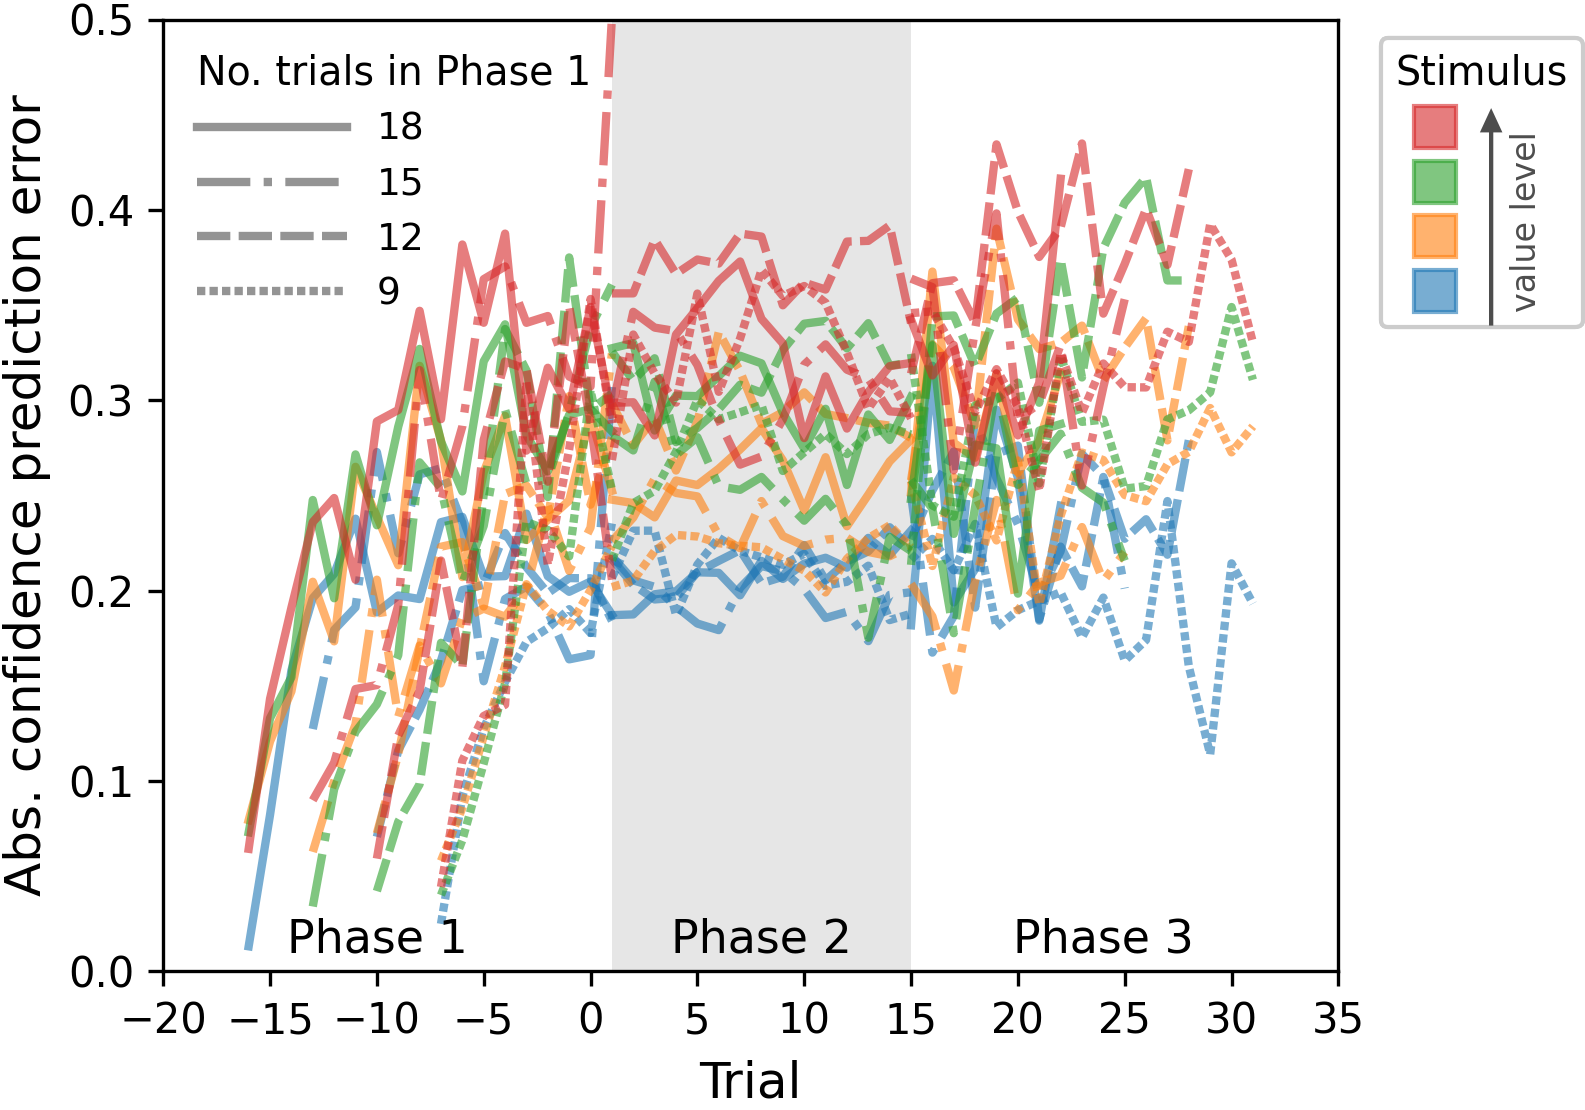 0.5
0.4
0.3
0.2
0.1
0.0
Abs. confidence prediction error
No. trials in Phase 1
18
15
12
9
Phase 1
Phase 2
Phase 3
−20
−15
−10
−5
0
5
10
15
20
25
30
35
Trial
Stimulus
value level